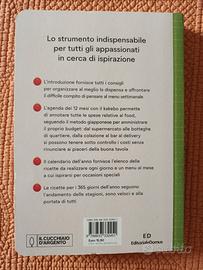 Lo strumento indispensabile
per tutti gli appassionati
in cerca di ispirazione
L'introduzione fornisce tutti i consigli
per organizzare al meglio la dispensa e affrontare
il difficile compito di pensare al menu settimanale
L'agenda dei 12 mesi con il kakebo permette
di annotare tutte le spese relative al food,
seguendo il metodo giapponese per amministrare
il proprio budget: dal supermercato alle botteghe
di quartiere, dalla colazione al bar al delivery
per tenere sempre sotto controllo i costi senza
rinunciare ai piaceri della buona tavola
Il calendario dell'anno fornisce l'elenco delle ricette
da realizzare ogni giorno e un menu al mese
a cui ispirarsi per occasioni speciali
Le ricette per i 365 giorni dell'anno seguono
l'andamento delle stagioni, sono veloci e alla
portata di tutti
IL CUCCHIAIO
D'ARGENTO
Euro 15,90
ED
EditorialeDomus
subito